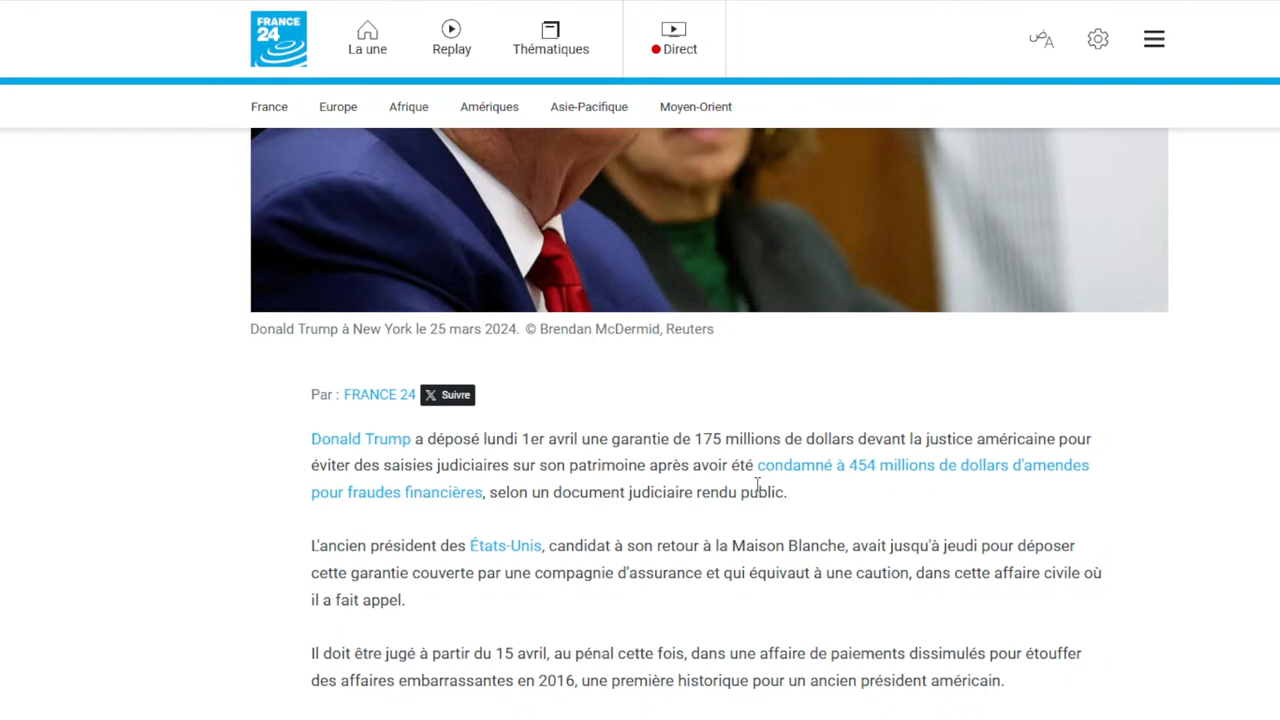 FRANCE
24
La une
Replay
Thématiques
Direct
France
Europe
Afrique
Amériques
Asie-Pacifique
Moyen-Orient
Donald Trump à New York le 25 mars 2024. © Brendan McDermid, Reuters
Par : FRANCE 24 X Suivre
Donald Trump a déposé lundi 1er avril une garantie de 175 millions de dollars devant la justice américaine pour
éviter des saisies judiciaires sur son patrimoine après avoir été condamné à 454 millions de dollars d'amendes
pour fraudes financières, selon un document judiciaire rendu public.
L'ancien président des États-Unis, candidat à son retour à la Maison Blanche, avait jusqu'à jeudi pour déposer
cette garantie couverte par une compagnie d'assurance et qui équivaut à une caution, dans cette affaire civile où
il a fait appel.
Il doit être jugé à partir du 15 avril, au pénal cette fois, dans une affaire de paiements dissimulés pour étouffer
des affaires embarrassantes en 2016, une première historique pour un ancien président américain.